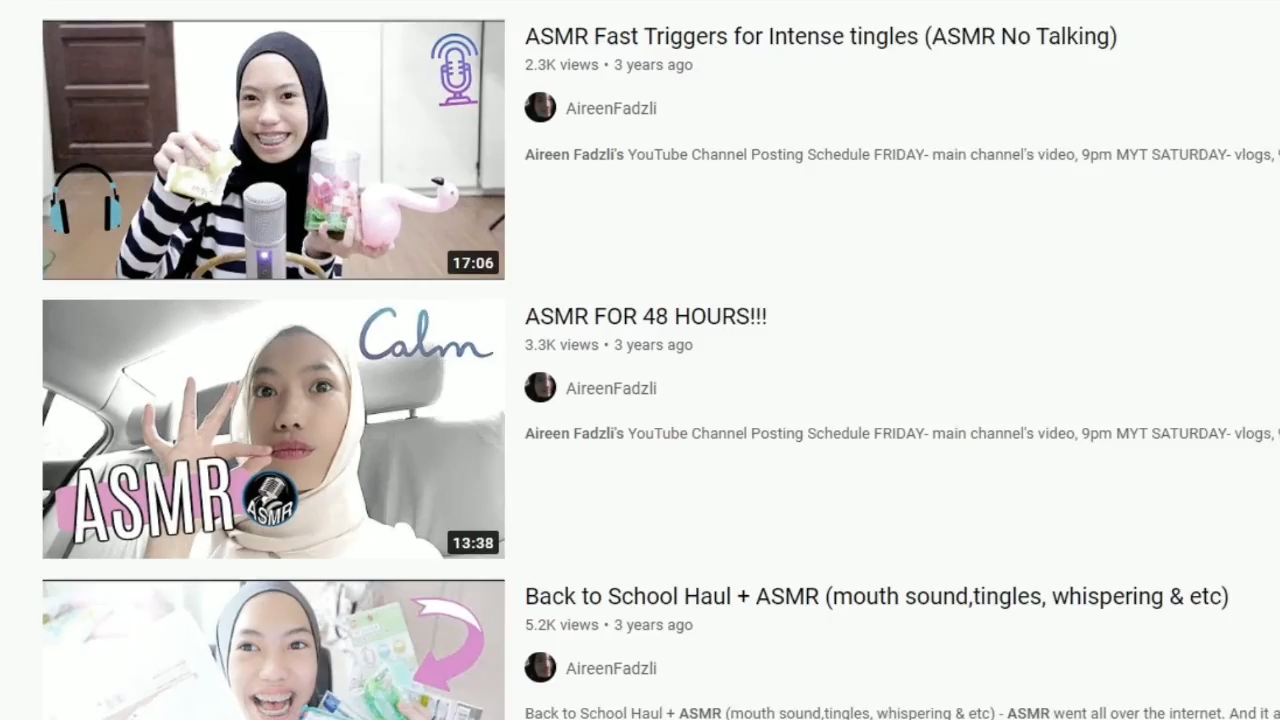 ASMR Fast Triggers for Intense tingles (ASMR No Talking)
2.3K views • 3 years ago
AireenFadzli
Aireen Fadzli's YouTube Channel Posting Schedule FRIDAY- main channel's video, 9pm MYT SATURDAY- vlogs,
17:06
Calm
ASMR
ASMR
13:38
ASMR FOR 48 HOURS!!!
3.3K views • 3 years ago
AireenFadzli
Aireen Fadzli's YouTube Channel Posting Schedule FRIDAY- main channel's video, 9pm MYT SATURDAY- vlogs,
Back to School Haul + ASMR (mouth sound,tingles, whispering & etc)
5.2K views • 3 years ago
AireenFadzli
Back to School Haul + ASMR (mouth sound,tingles, whispering & etc) - ASMR went all over the internet. And it